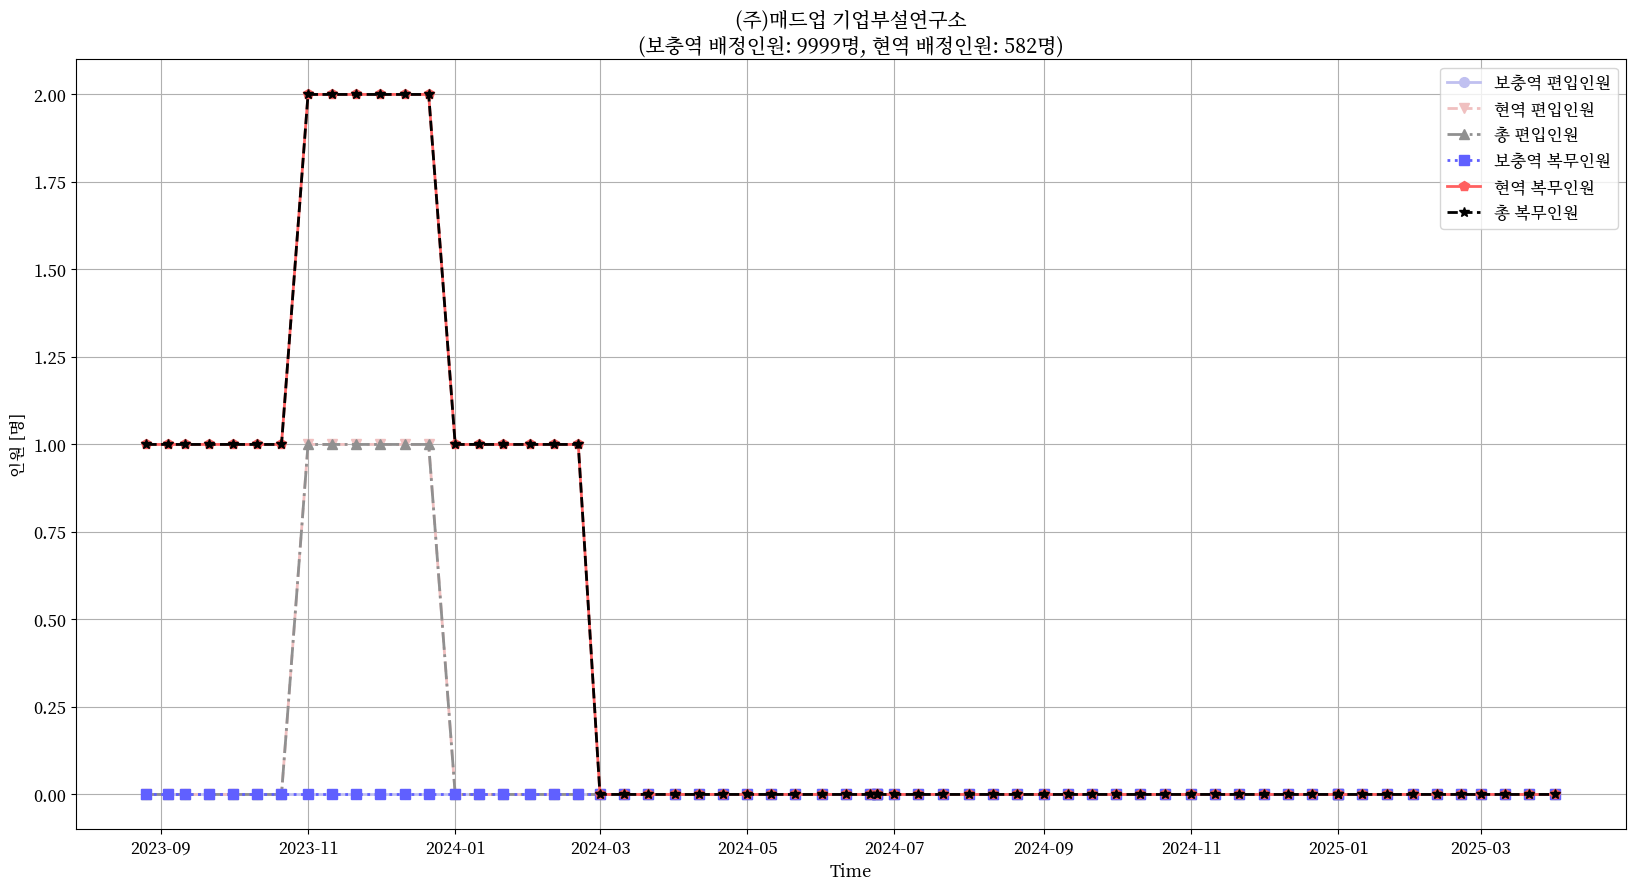 (주)매드업 기업부설연구소
(보충역 배정인원: 9999명, 현역 배정인원: 582명)
보충역 편입인원
현역 편입인원
총 편입인원
보충역 복무인원
현역 복무인원
총 복무인원
인원 [명]
2.00
1.75
1.50
1.25
1.00
0.75
0.50
0.25
0.00
2023-09 2023-11 2024-01 2024-03 2024-05 2024-07 2024-09 2024-11 2025-01 2025-03
Time